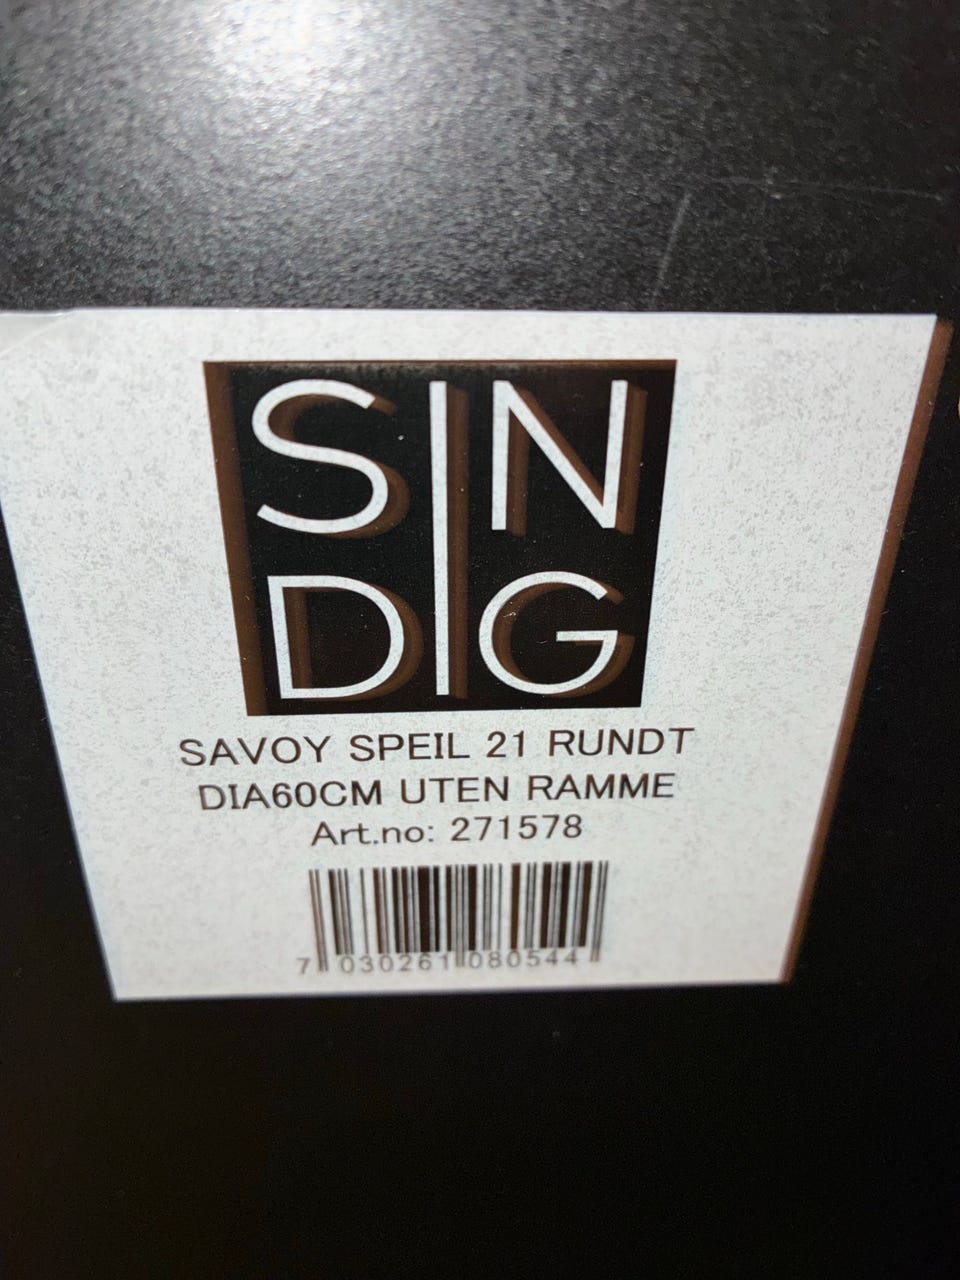 SIN
DIG
SAVOY SPEIL 21 RUNDT
DIA60CM UTEN RAMME
Art.no: 271578
7 030261 080544